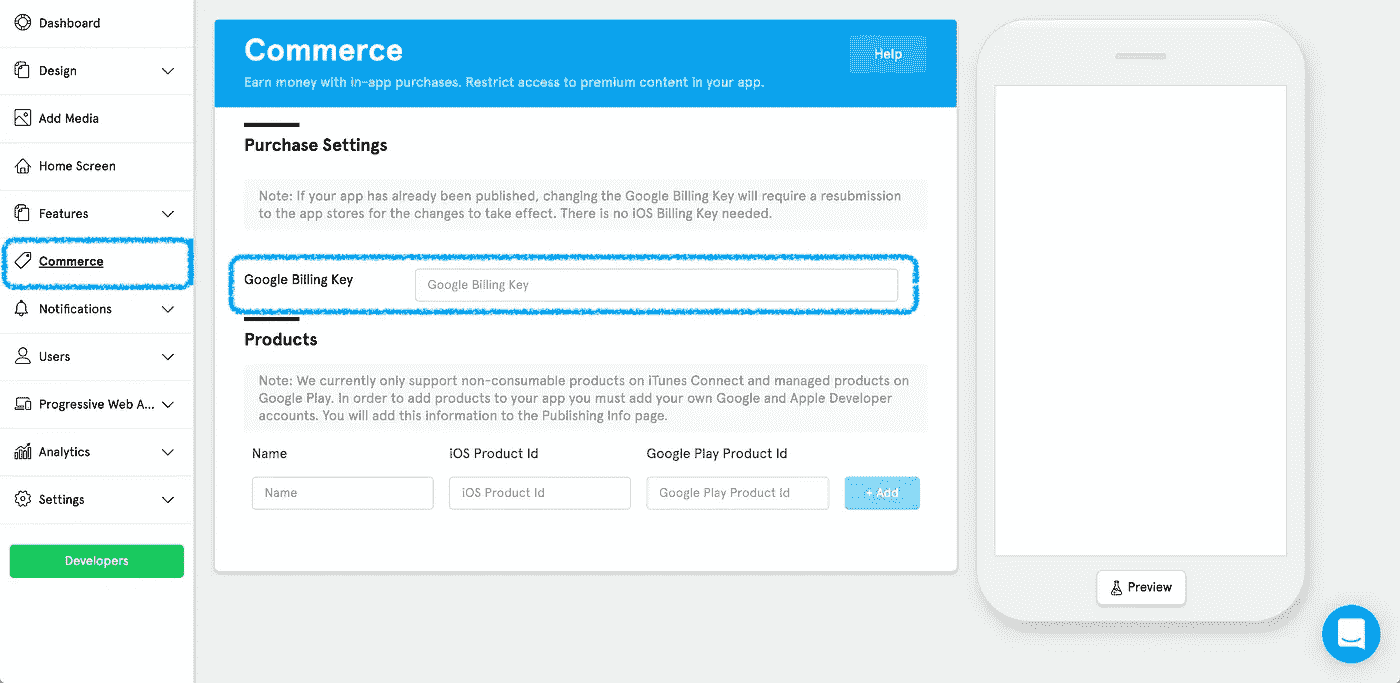 Dashboard
Design
Add Media
Home Screen
Features
Commerce
Notifications
Users
Progressive Web A...
Analytics
Settings
Developers
Commerce
Help
Earn money with in-app purchases. Restrict access to premium content in your app.
Purchase Settings
Note: If your app has already been published, changing the Google Billing Key will require a resubmission
to the app stores for the changes to take effect. There is no iOS Billing Key needed.
Google Billing Key
Google Billing Key
Products
Note: We currently only support non-consumable products on iTunes Connect and managed products on
Google Play. In order to add products to your app you must add your own Google and Apple Developer
accounts. You will add this information to the Publishing Info page.
Name
iOS Product Id
Google Play Product Id
Name
iOS Product Id
Google Play Product Id
+ Add
Preview